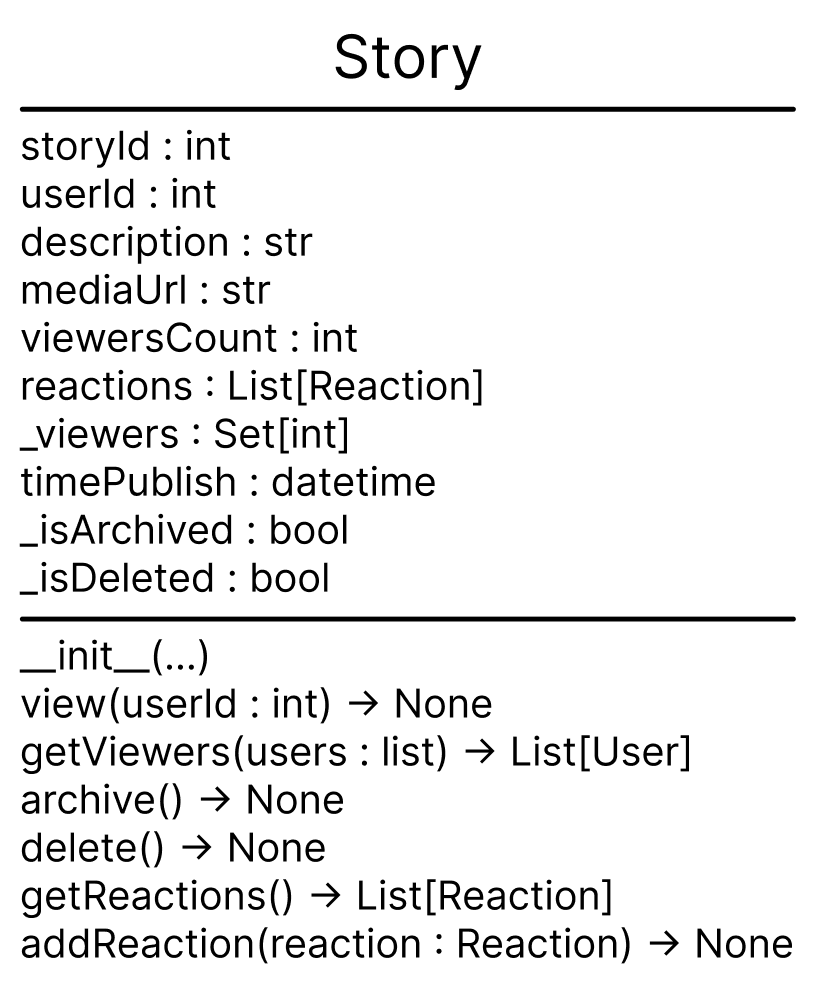 Story
storyId : int
userId : int
description : str
mediaUrl : str
viewersCount : int
reactions : List[Reaction]
_viewers : Set[int]
timePublish : datetime
_isArchived : bool
_isDeleted : bool
__init__(...)
view(userId : int) → None
getViewers(users : list) → List[User]
archive() → None
delete() → None
getReactions() → List[Reaction]
addReaction(reaction : Reaction) → None